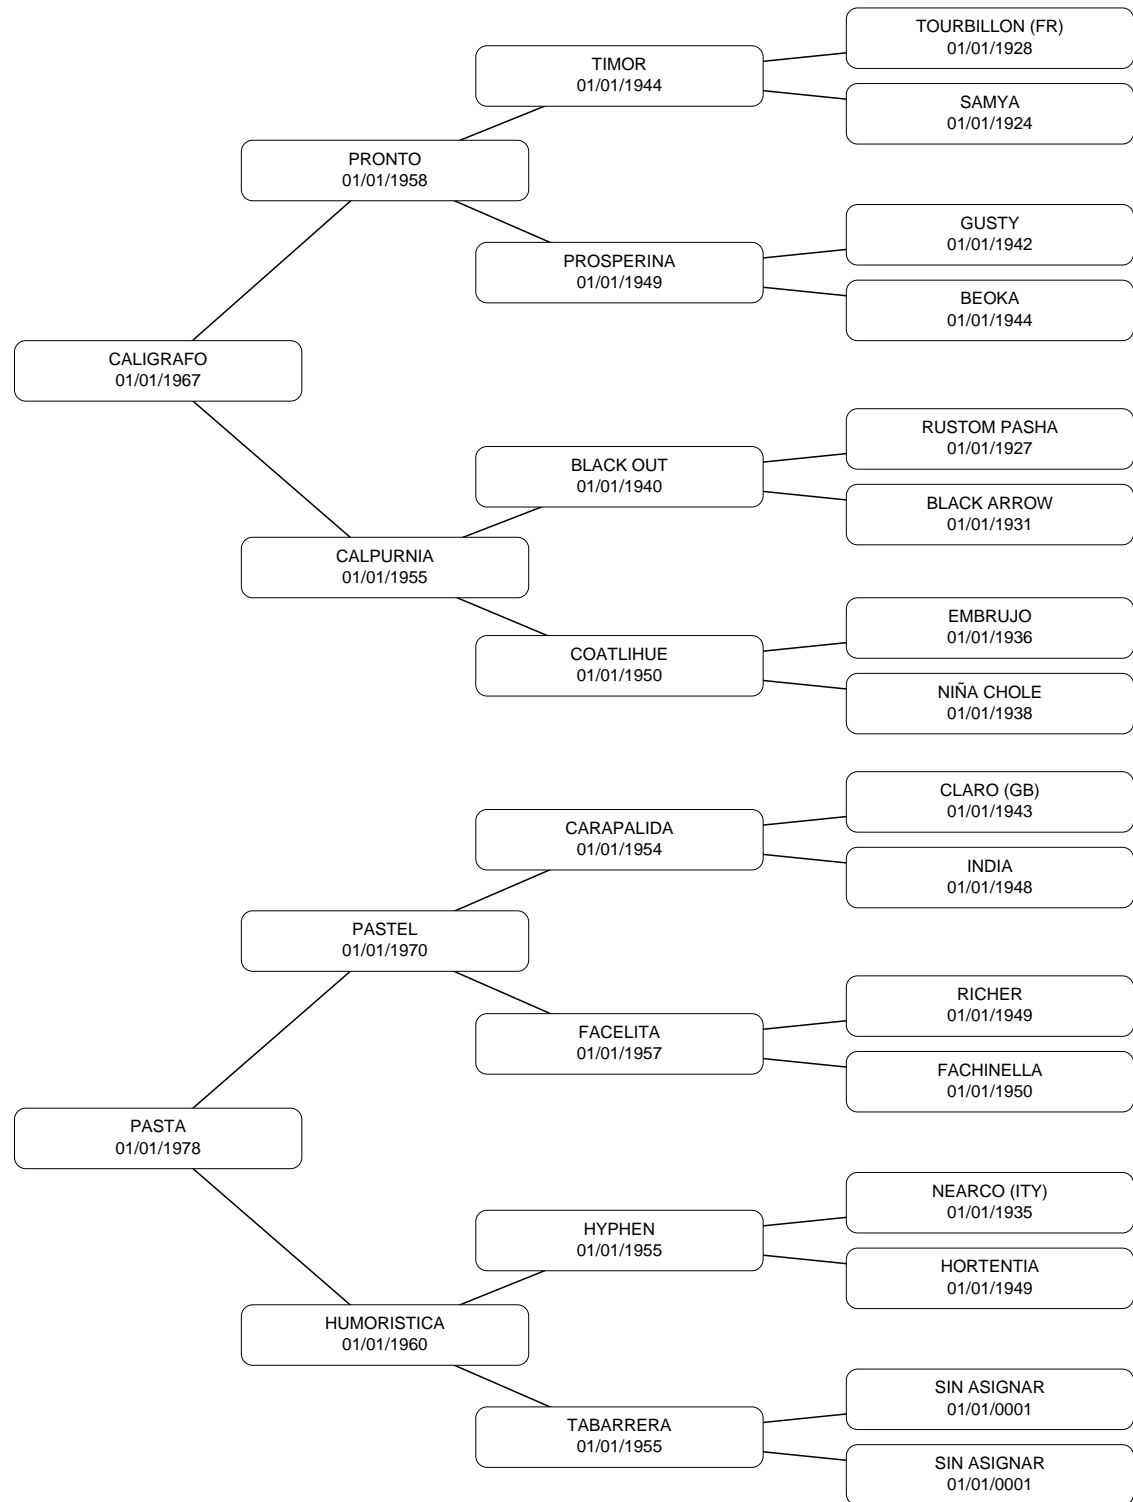 TOURBILLON (FR)
01/01/1928
TIMOR
01/01/1944
SAMYA
01/01/1924
PRONTO
01/01/1958
GUSTY
01/01/1942
PROSPERINA
01/01/1949
BEOKA
01/01/1944
CALIGRAFO
01/01/1967
RUSTOM PASHA
01/01/1927
BLACK OUT
01/01/1940
BLACK ARROW
01/01/1931
CALPURNIA
01/01/1955
EMBRUJO
01/01/1936
COATLIHUE
01/01/1950
NIÑA CHOLE
01/01/1938
CLARO (GB)
01/01/1943
CARAPALIDA
01/01/1954
INDIA
01/01/1948
PASTEL
01/01/1970
RICHER
01/01/1949
FACELITA
01/01/1957
FACHINELLA
01/01/1950
PASTA
01/01/1978
NEARCO (ITY)
01/01/1935
HYPHEN
01/01/1955
HORTENTIA
01/01/1949
HUMORISTICA
01/01/1960
SIN ASIGNAR
01/01/0001
TABARRERA
01/01/1955
SIN ASIGNAR
01/01/0001